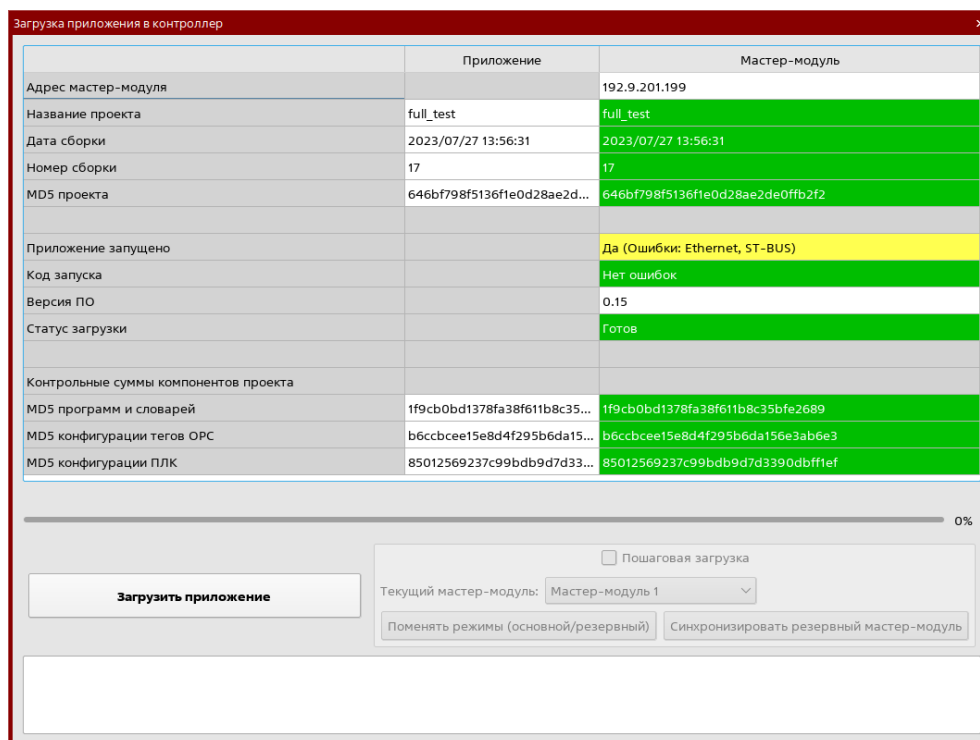 Загрузка приложения в контроллер
Приложение Мастер-модуль
Адрес мастер-модуля 192.9.201.199
Название проекта full_test full_test
Дата сборки 2023/07/27 13:56:31 2023/07/27 13:56:31
Номер сборки 17 17
MD5 проекта 646bf798f5136f1e0d28ae2d... 646bf798f5136f1e0d28ae2de0ffb2f2
Приложение запущено Да (Ошибки: Ethernet, ST-BUS)
Код запуска Нет ошибок
Версия ПО 0.15
Статус загрузки Готов
Контрольные суммы компонентов проекта
MD5 программ и словарей 1f9cb0bd1378fa38f611b8c35... 1f9cb0bd1378fa38f611b8c35bfe2689
MD5 конфигурации тегов OPC b6ccbcee15e8d4f295b6da15... b6ccbcee15e8d4f295b6da156e3ab6e3
MD5 конфигурации ПЛК 85012569237c99bdb9d7d33... 85012569237c99bdb9d7d3390dbff1ef
0%
Пошаговая загрузка
Загрузить приложение
Текущий мастер-модуль: Мастер-модуль 1
Поменять режимы (основной/резервный) Синхронизировать резервный мастер-модуль